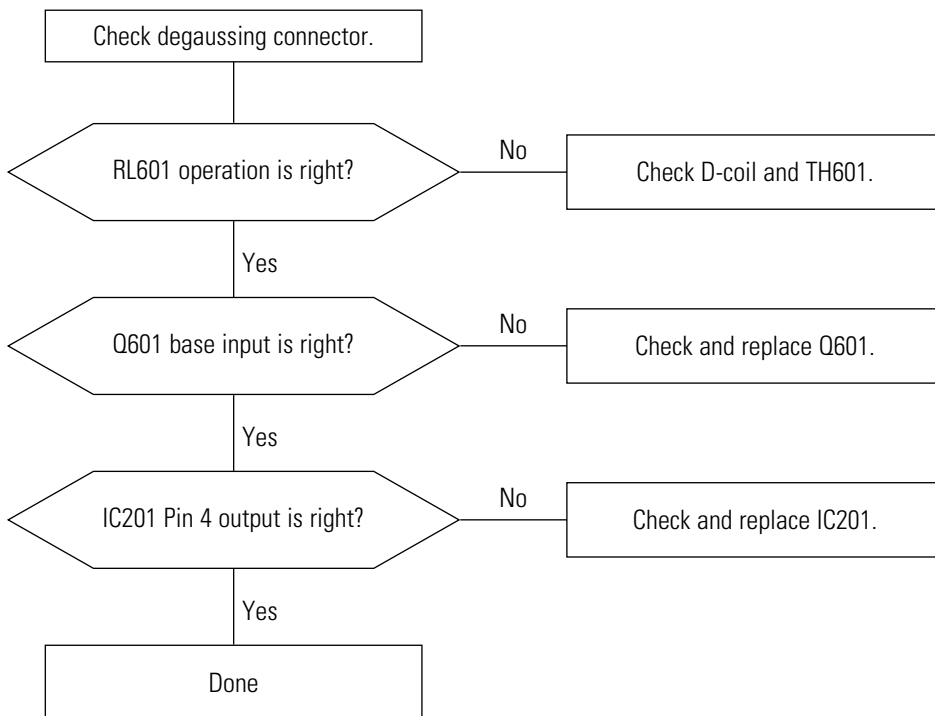 Check degaussing connector.
RL601 operation is right?
No
Check D-coil and TH601.
Yes
Q601 base input is right?
No
Check and replace Q601.
Yes
IC201 Pin 4 output is right?
No
Check and replace IC201.
Yes
Done